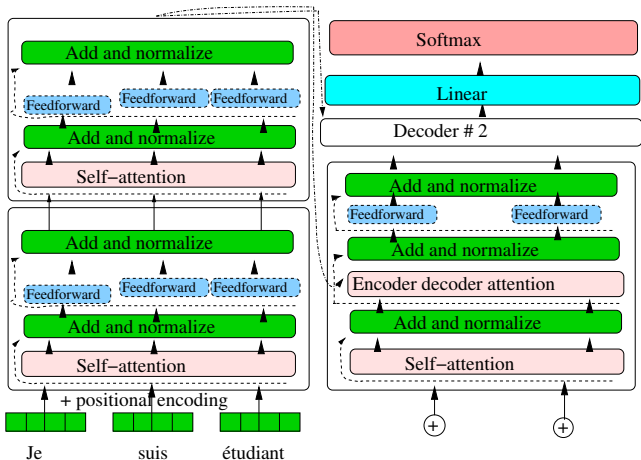 Add and normalize
Feedforward Feedforward Feedforward
Add and normalize
Self-attention
Add and normalize
Feedforward Feedforward Feedforward
Add and normalize
Self-attention
+ positional encoding
Je suis étudiant
Softmax
Linear
Decoder # 2
Add and normalize
Feedforward Feedforward
Add and normalize
Encoder decoder attention
Add and normalize
Self-attention
+ +